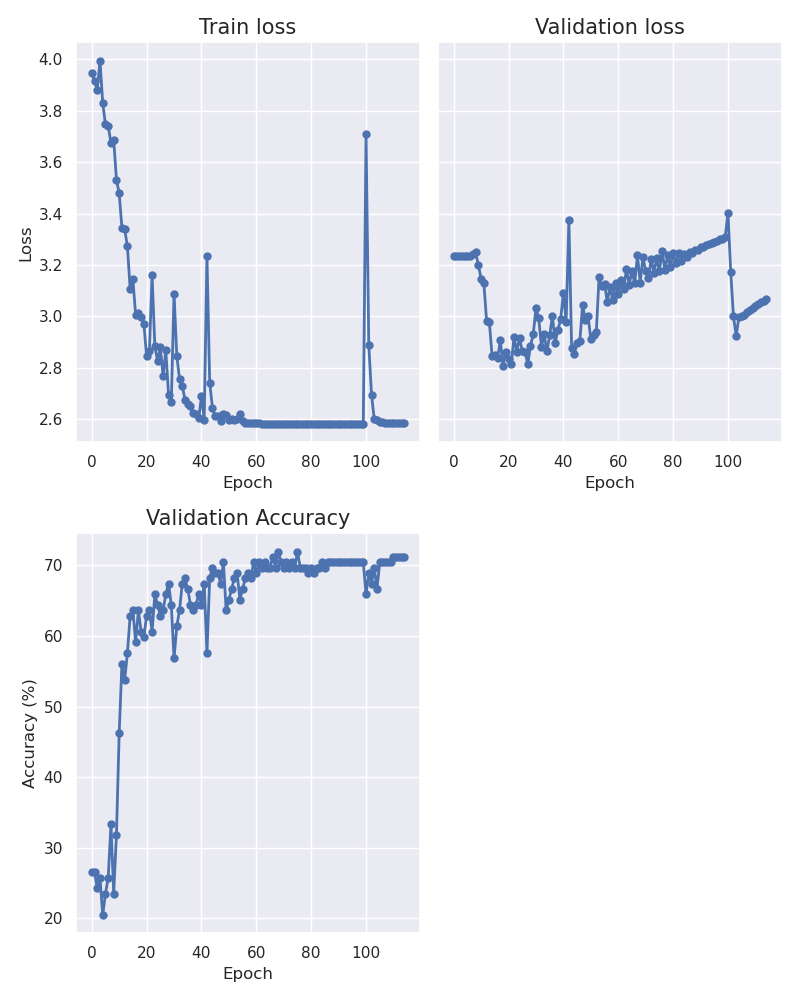 Train loss
Validation loss
4.0
3.8
3.6
3.4
3.2
3.0
2.8
2.6
Loss
0 20 40 60 80 100
0 20 40 60 80 100
Epoch
Epoch
Validation Accuracy
70
60
50
40
30
20
Accuracy (%)
0 20 40 60 80 100
Epoch